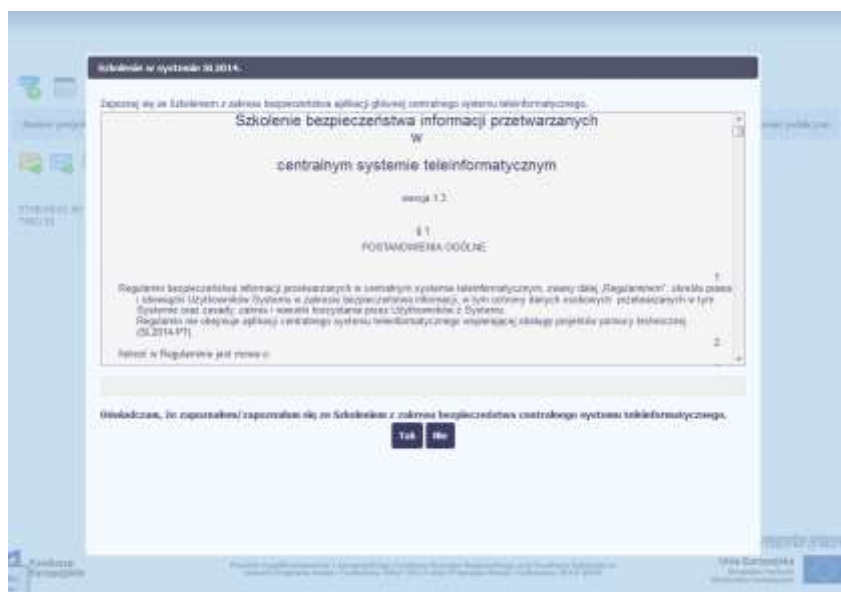 Szkolenie w systemie SL2014.
Zapoznaj się ze Szkoleniem z zakresu bezpieczeństwa aplikacji głównej centralnego systemu teleinformatycznego.
Szkolenie bezpieczeństwa informacji przetwarzanych
w
centralnym systemie teleinformatycznym
wersja 1.2
§ 1
POSTANOWIENIA OGÓLNE
1.
Regulamin bezpieczeństwa informacji przetwarzanych w centralnym systemie teleinformatycznym, zwany dalej „Regulaminem", określa prawa
i obowiązki Użytkowników Systemu w zakresie bezpieczeństwa informacji, w tym ochrony danych osobowych przetwarzanych w tym
Systemie oraz zasady, zakres i warunki korzystania przez Użytkowników z Systemu.
Regulamin nie obejmuje aplikacji centralnego systemu teleinformatycznego wspierającej obsługę projektów pomocy technicznej
(SL2014-PT).
2.
Ilekroć w Regulaminie jest mowa o:
Oświadczam, że zapoznałem/zapoznałam się ze Szkoleniem z zakresu bezpieczeństwa centralnego systemu teleinformatycznego.
Tak Nie
Fundusze
Europejskie
Unia Europejska